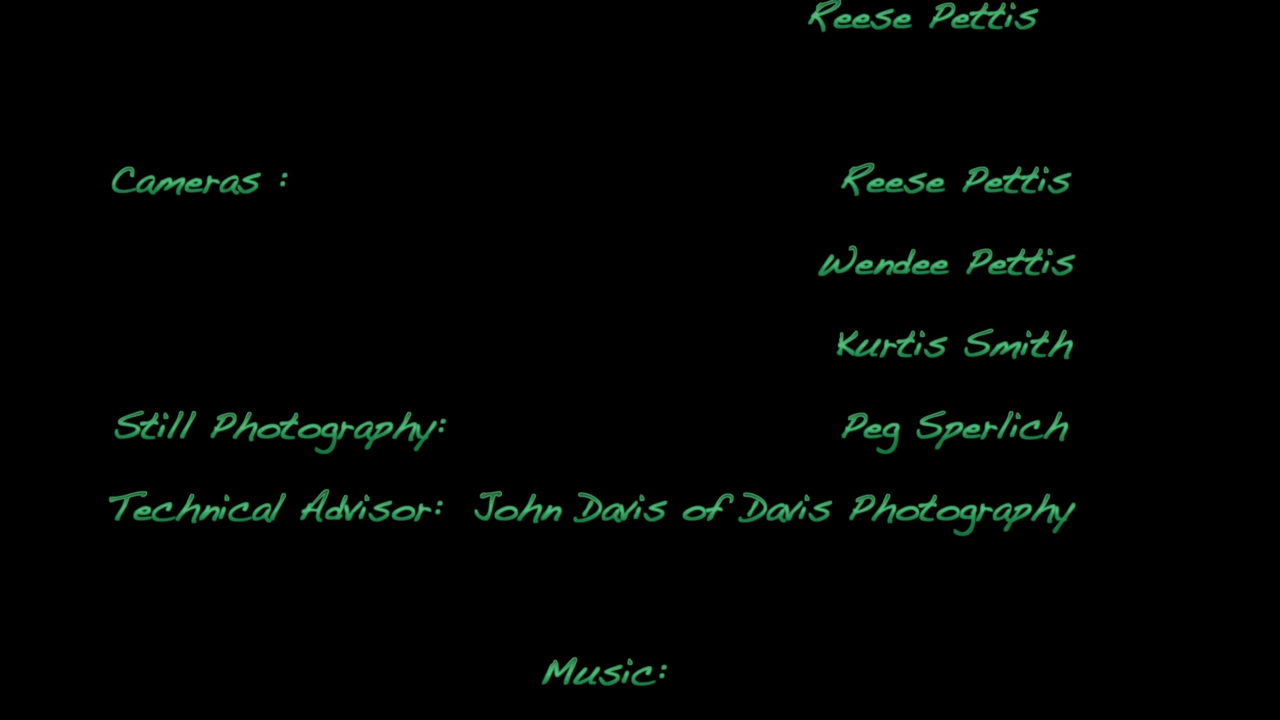 Reese Pettis
Cameras : Reese Pettis
Wendee Pettis
Kurtis Smith
Still Photography: Peg Sperlich
Technical Advisor: John Davis of Davis Photography
Music: